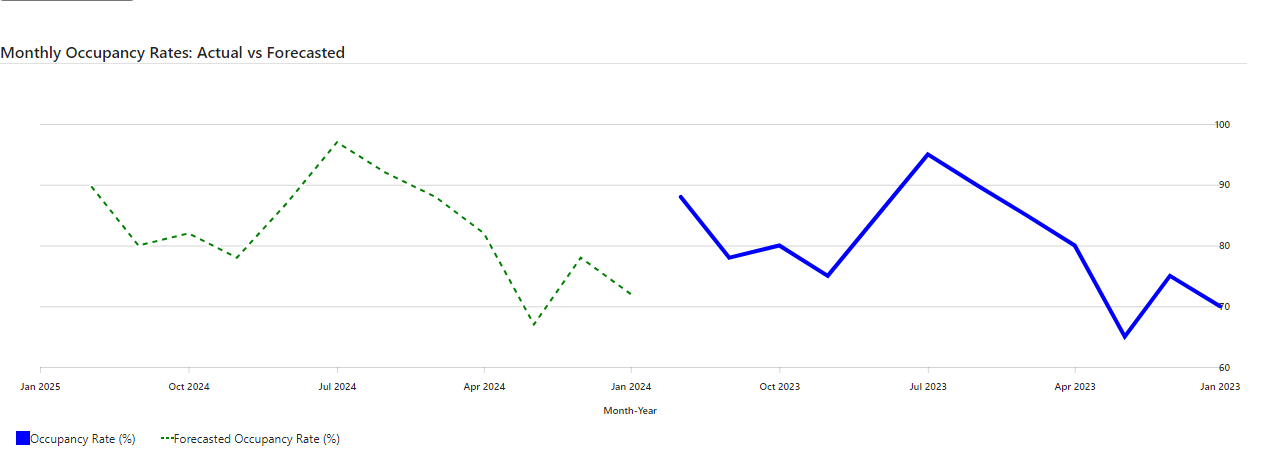 Monthly Occupancy Rates: Actual vs Forecasted
100
90
80
70
60
Jan 2025 Oct 2024 Jul 2024 Apr 2024 Jan 2024 Oct 2023 Jul 2023 Apr 2023 Jan 2023
Month-Year
Occupancy Rate (%) Forecasted Occupancy Rate (%)